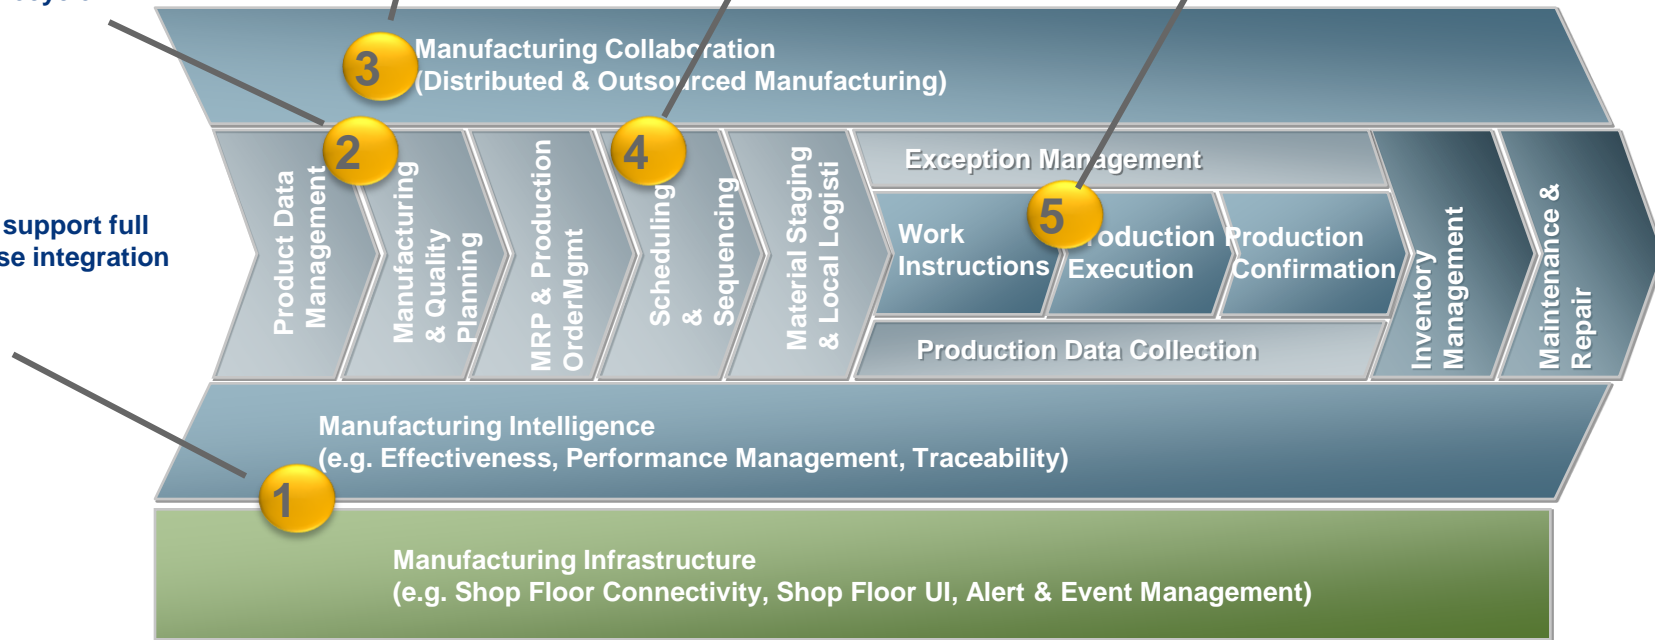 3
Manufacturing Collaboration
(Distributed & Outsourced Manufacturing)
2
4
5
support full
se integration
Product Data
Management
Manufacturing
& Quality
Planning
MRP & Production
OrderMgmt
Scheduling
&
Sequencing
Material Staging
& Local Logisti
Exception Management
Work
Instructions
roduction
Execution
Production
Confirmation
Production Data Collection
Inventory
Management
Maintenance &
Repair
Manufacturing Intelligence
(e.g. Effectiveness, Performance Management, Traceability)
1
Manufacturing Infrastructure
(e.g. Shop Floor Connectivity, Shop Floor UI, Alert & Event Management)